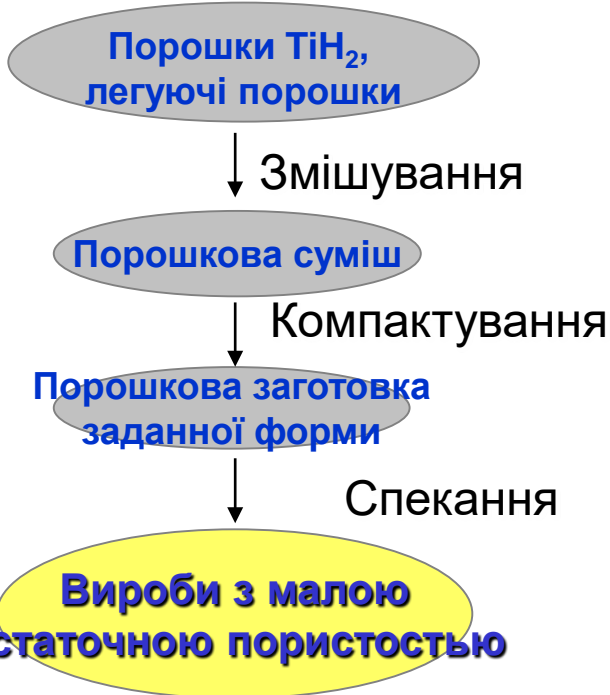 Порошки TiH₂,
легуючі порошки
Змішування
Порошкова суміш
Компактування
Порошкова заготовка
заданної форми
Спекання
Вироби з малою
статочною пористостью